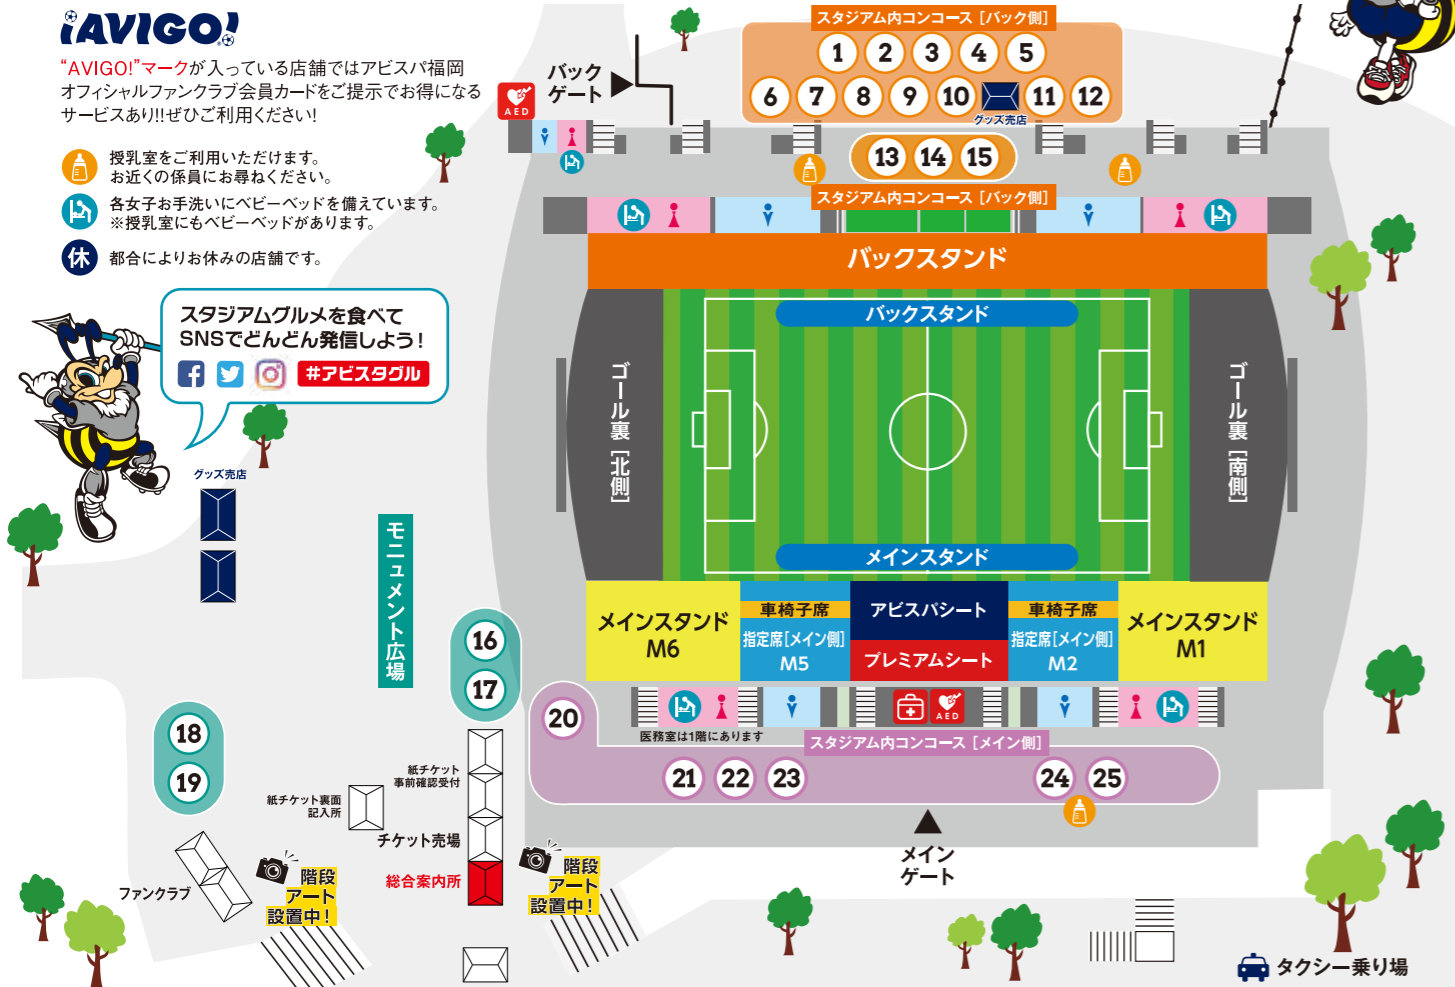 ¡AVIGO!
“AVIGO!”マークが入っている店舗ではアビスパ福岡
オフィシャルファンクラブ会員カードをご提示でお得になる
サービスあり!!ぜひご利用ください!
授乳室をご利用いただけます。
お近くの係員にお尋ねください。
各女子お手洗いにベビーベッドを備えています。
※授乳室にもベビーベッドがあります。
休
都合によりお休みの店舗です。
スタジアムグルメを食べて
SNSでどんどん発信しよう!
#アビスタグル
バック
ゲート
AED
スタジアム内コンコース [バック側]
1 2 3 4 5
6 7 8 9 10 11 12
グッズ売店
13 14 15
スタジアム内コンコース [バック側]
バックスタンド
バックスタンド
ゴール裏 [北側]
ゴール裏 [南側]
メインスタンド
メインスタンド
M6
車椅子席
指定席[メイン側]
M5
アビスパシート
プレミアムシート
車椅子席
指定席[メイン側]
M2
メインスタンド
M1
AED
医務室は1階にあります
スタジアム内コンコース [メイン側]
20
21 22 23
24 25
メイン
ゲート
グッズ売店
モニュメント広場
16
17
18
19
紙チケット
事前確認受付
紙チケット裏面
記入所
チケット売場
総合案内所
ファンクラブ
階段
アート
設置中!
階段
アート
設置中!
タクシー乗り場